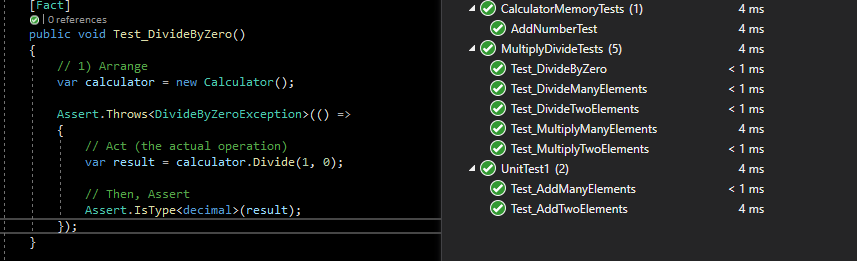 [Fact]
0 references
public void Test_DivideByZero()
{
// 1) Arrange
var calculator = new Calculator();
Assert.Throws<DivideByZeroException>(() =>
{
// Act (the actual operation)
var result = calculator.Divide(1, 0);
// Then, Assert
Assert.IsType<decimal>(result);
});
}
CalculatorMemoryTests (1) 4 ms
AddNumberTest 4 ms
MultiplyDivideTests (5) 4 ms
Test_DivideByZero < 1 ms
Test_DivideManyElements < 1 ms
Test_DivideTwoElements < 1 ms
Test_MultiplyManyElements 4 ms
Test_MultiplyTwoElements < 1 ms
UnitTest1 (2) 4 ms
Test_AddManyElements < 1 ms
Test_AddTwoElements 4 ms